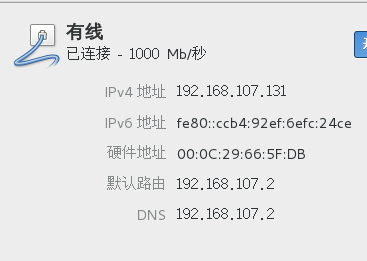 有线
已连接 - 1000 Mb/秒
IPv4 地址 192.168.107.131
IPv6 地址 fe80::ccb4:92ef:6efc:24ce
硬件地址 00:0C:29:66:5F:DB
默认路由 192.168.107.2
DNS 192.168.107.2